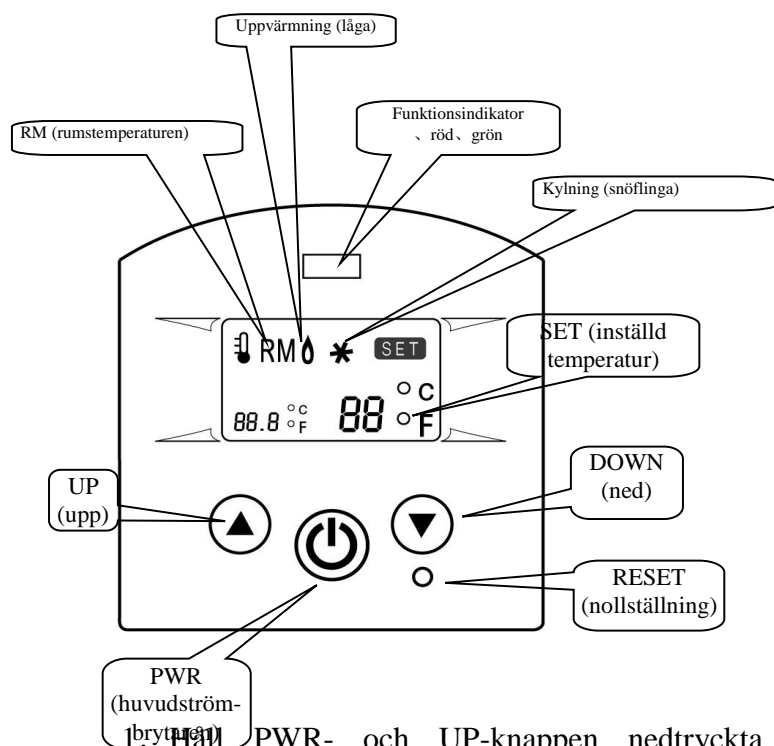 Uppvärmning (låga)
RM (rumstemperaturen)
Funktionsindikator
、röd、grön
Kylning (snöflinga)
RM SET
SET (inställd
temperatur)
°C
°F
88.8 °C
°F
88
UP
(upp)
DOWN
(ned)
RESET
(nollställning)
PWR
(huvudström-
brytaren)
1. Håll PWR- och UP-knappen nedtryckta